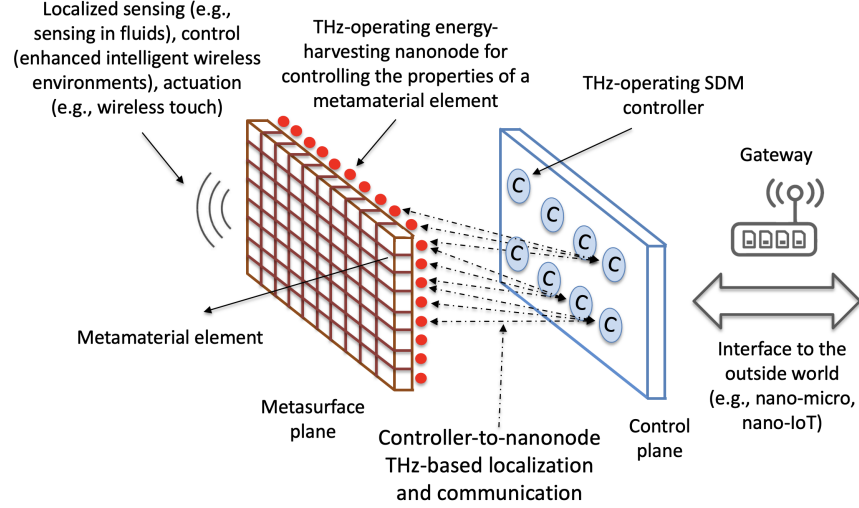 Localized sensing (e.g.,
sensing in fluids), control
(enhanced intelligent wireless
environments), actuation
(e.g., wireless touch)
THz-operating energy-
harvesting nanonode for
controlling the properties of a
metamaterial element
THz-operating SDM
controller
Gateway
C
C
C
C
C
C
C
C
Metamaterial element
Metasurface
plane
Controller-to-nanonode
THz-based localization
and communication
Control
plane
Interface to the
outside world
(e.g., nano-micro,
nano-IoT)